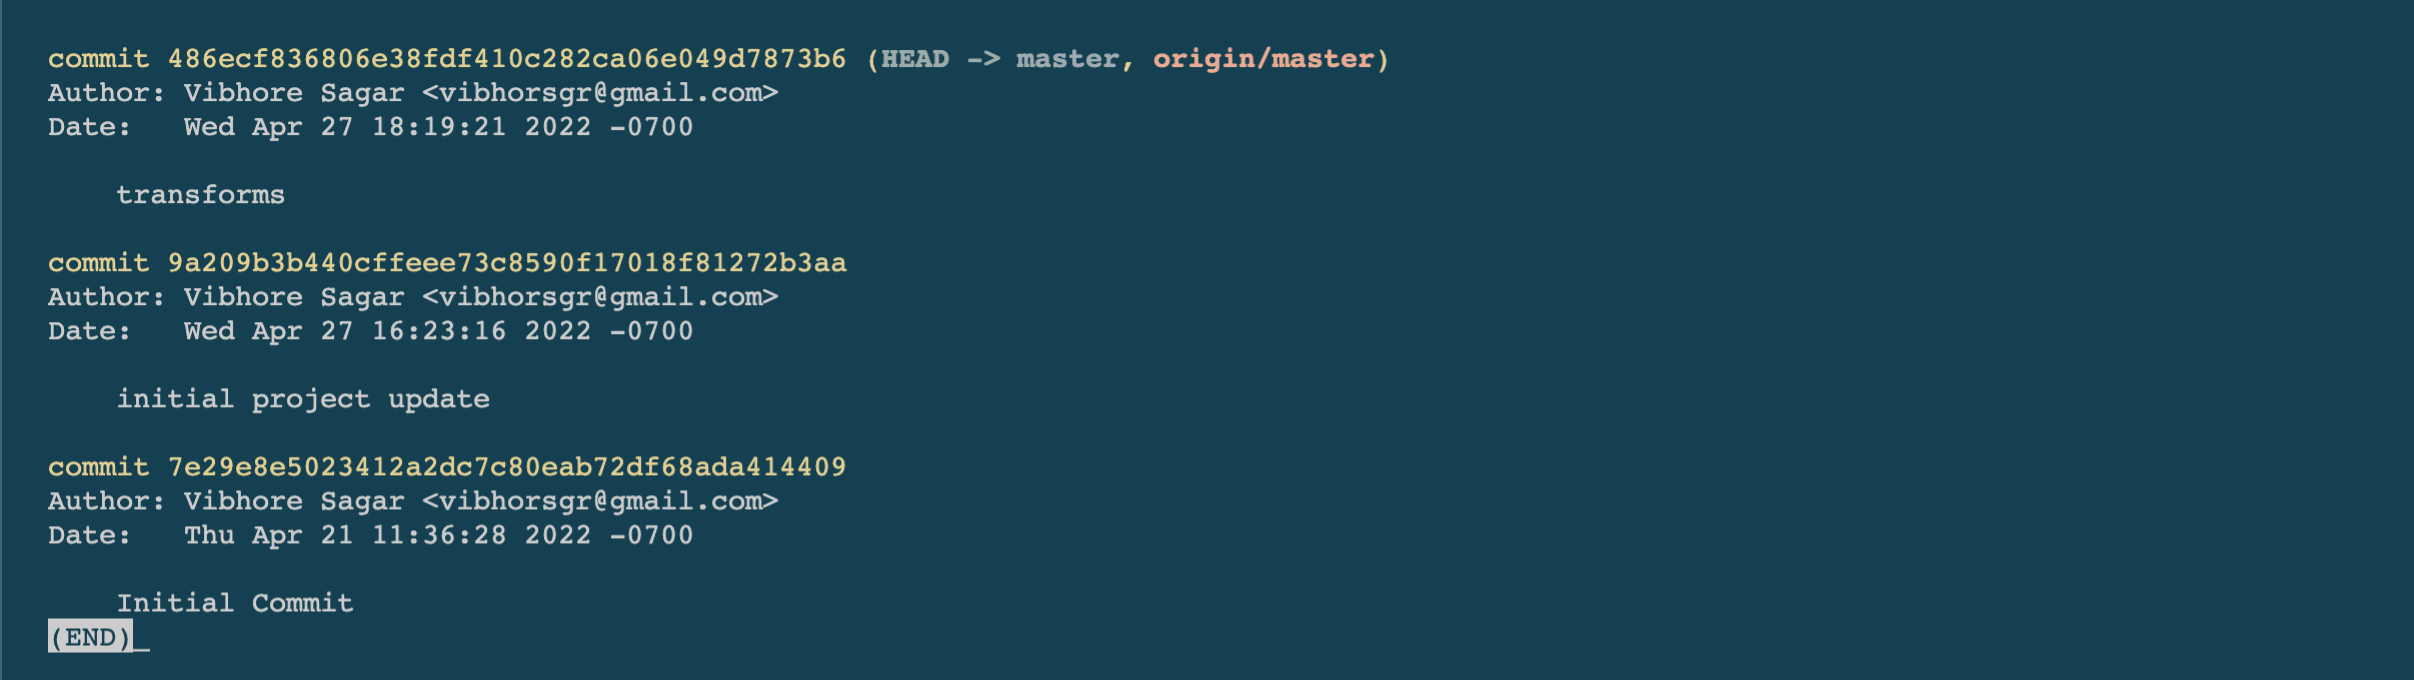 commit 486ecf836806e38fdf410c282ca06e049d7873b6 (HEAD -> master, origin/master)
Author: Vibhore Sagar <vibhorsgr@gmail.com>
Date:   Wed Apr 27 18:19:21 2022 -0700
transforms
commit 9a209b3b440cffeee73c8590f17018f81272b3aa
Author: Vibhore Sagar <vibhorsgr@gmail.com>
Date:   Wed Apr 27 16:23:16 2022 -0700
initial project update
commit 7e29e8e5023412a2dc7c80eab72df68ada414409
Author: Vibhore Sagar <vibhorsgr@gmail.com>
Date:   Thu Apr 21 11:36:28 2022 -0700
Initial Commit
(END)